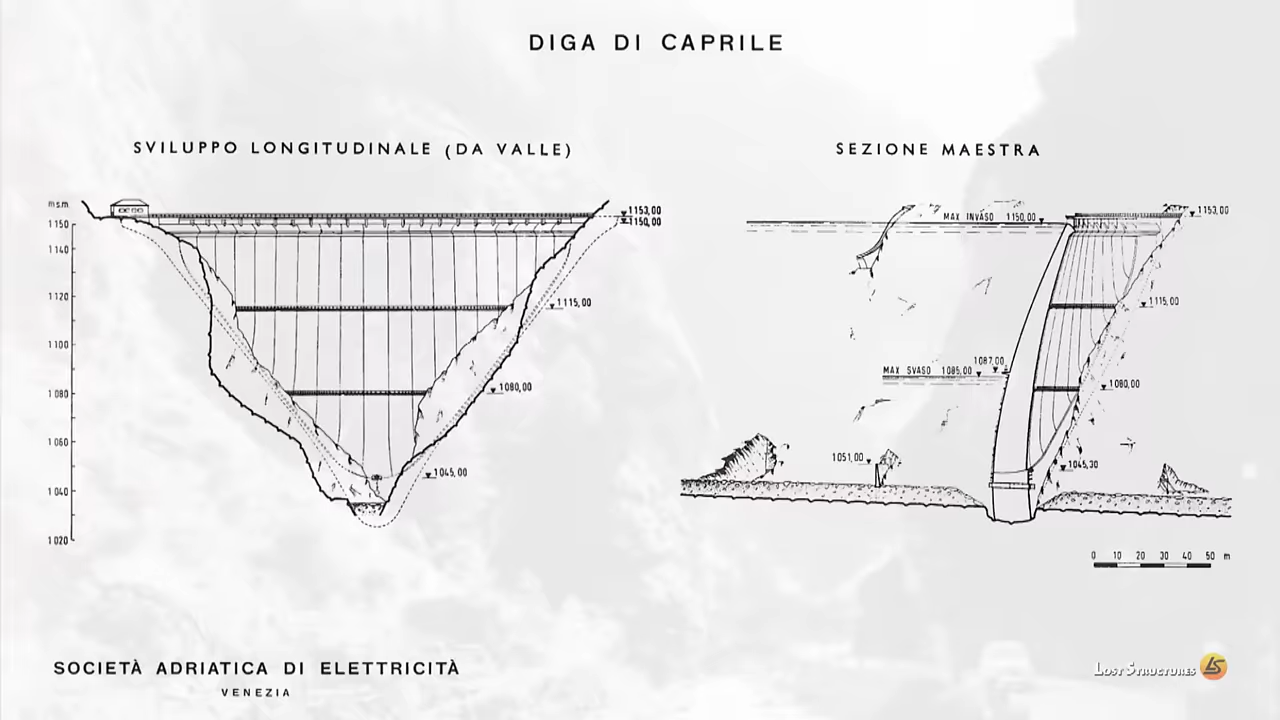 DIGA DI CAPRILE
SVILUPPO LONGITUDINALE (DA VALLE)
m s.m.
1150
1140
1120
1100
1080
1060
1040
1020
1153,00
1150,00
1115,00
1080,00
1045,00
SEZIONE MAESTRA
MAX INVASO 1150,00
1153,00
1115,00
1087,00
MAX SVASO 1085,00
1080,00
1051,00
1045,30
0 10 20 30 40 50 m
SOCIETÀ ADRIATICA DI ELETTRICITÀ
VENEZIA
LOST STRUCTURES LS